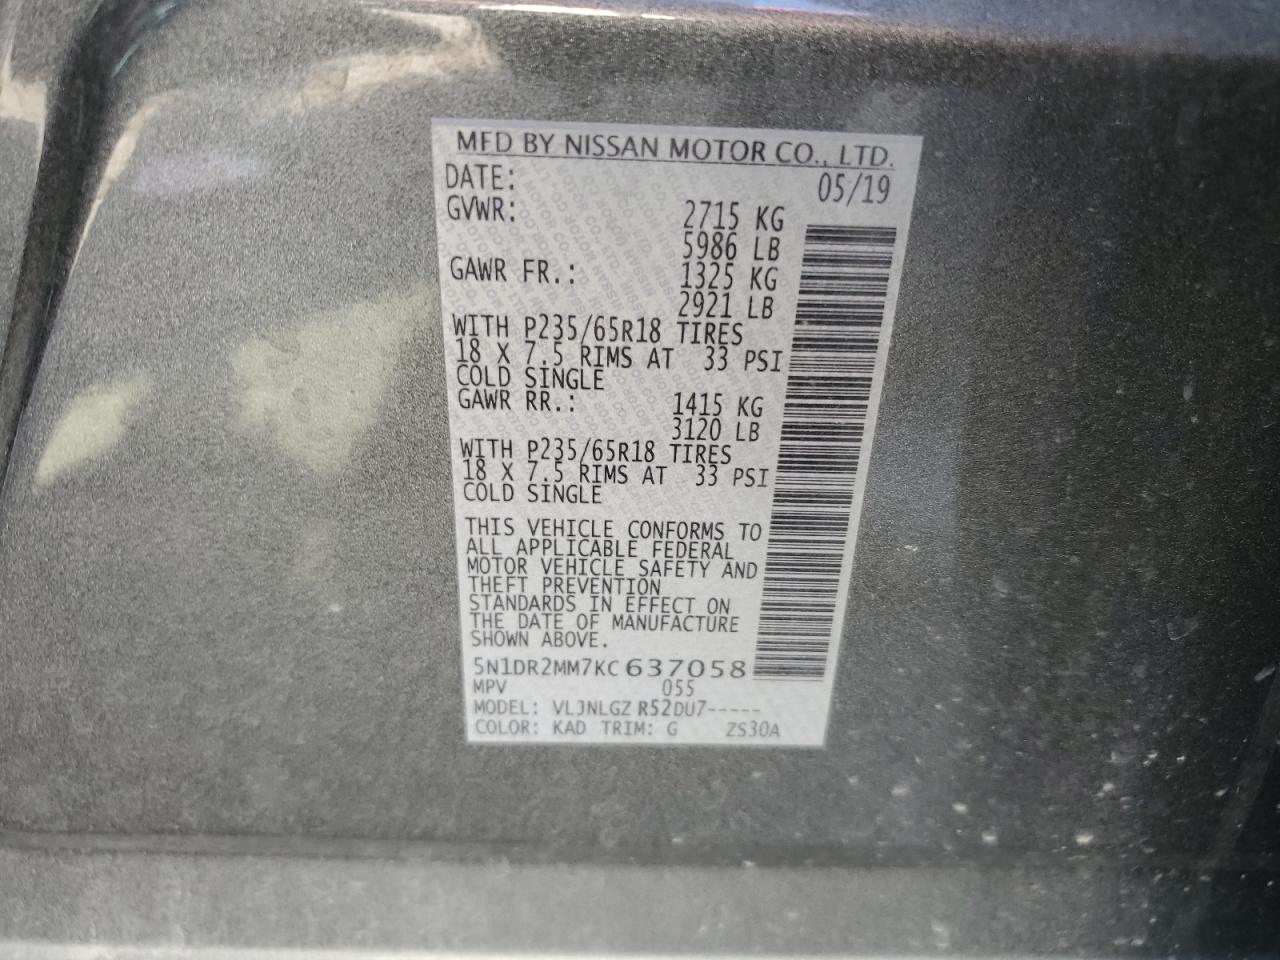 MFD BY NISSAN MOTOR CO., LTD.
DATE: 05/19
GVWR: 2715 KG
5986 LB
GAWR FR.: 1325 KG
2921 LB
WITH P235/65R18 TIRES
18 X 7.5 RIMS AT 33 PSI
COLD SINGLE
GAWR RR.: 1415 KG
3120 LB
WITH P235/65R18 TIRES
18 X 7.5 RIMS AT 33 PSI
COLD SINGLE
THIS VEHICLE CONFORMS TO
ALL APPLICABLE FEDERAL
MOTOR VEHICLE SAFETY AND
THEFT PREVENTION
STANDARDS IN EFFECT ON
THE DATE OF MANUFACTURE
SHOWN ABOVE.
5N1DR2MM7KC637058
MPV 055
MODEL: VLJNLGZ R52DU7-----
COLOR: KAD TRIM: G ZS30A